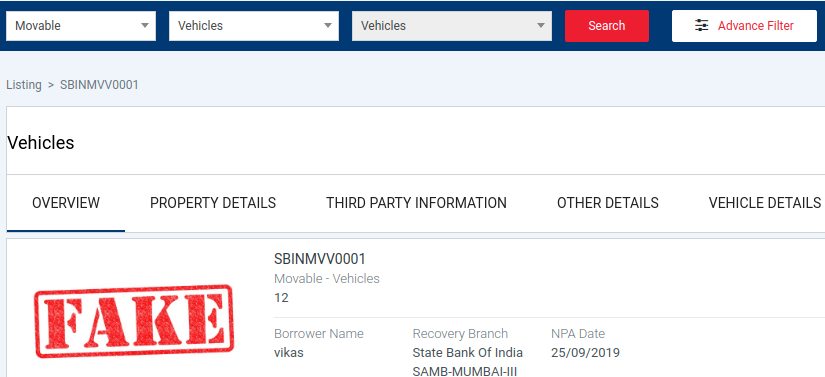 Movable Vehicles Vehicles Search Advance Filter
Listing > SBINMVV0001
Vehicles
OVERVIEW PROPERTY DETAILS THIRD PARTY INFORMATION OTHER DETAILS VEHICLE DETAILS
FAKE
SBINMVV0001
Movable - Vehicles
12
Borrower Name Recovery Branch NPA Date
vikas State Bank Of India 25/09/2019
SAMB-MUMBAI-III